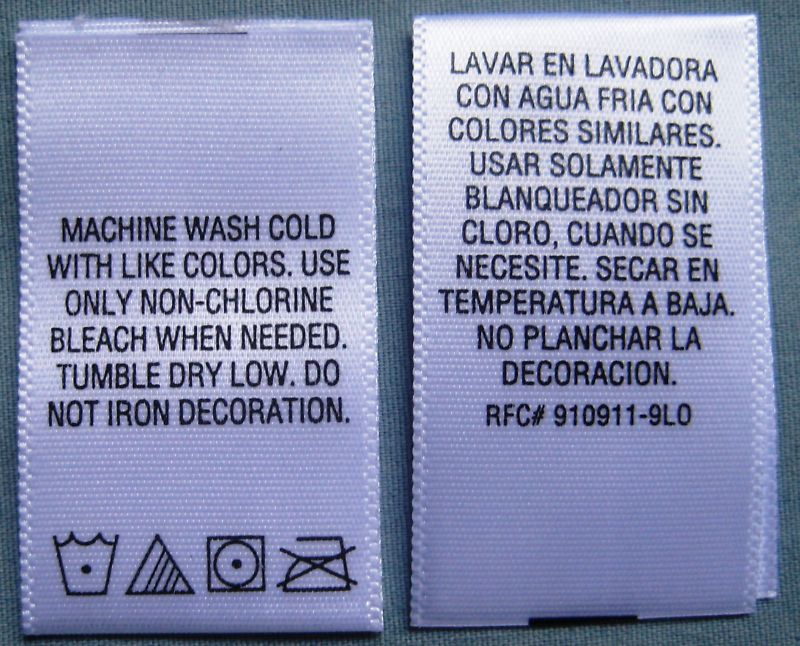 MACHINE WASH COLD
WITH LIKE COLORS. USE
ONLY NON-CHLORINE
BLEACH WHEN NEEDED.
TUMBLE DRY LOW. DO
NOT IRON DECORATION.
LAVAR EN LAVADORA
CON AGUA FRIA CON
COLORES SIMILARES.
USAR SOLAMENTE
BLANQUEADOR SIN
CLORO, CUANDO SE
NECESITE. SECAR EN
TEMPERATURA A BAJA.
NO PLANCHAR LA
DECORACION.
RFC# 910911-9L0